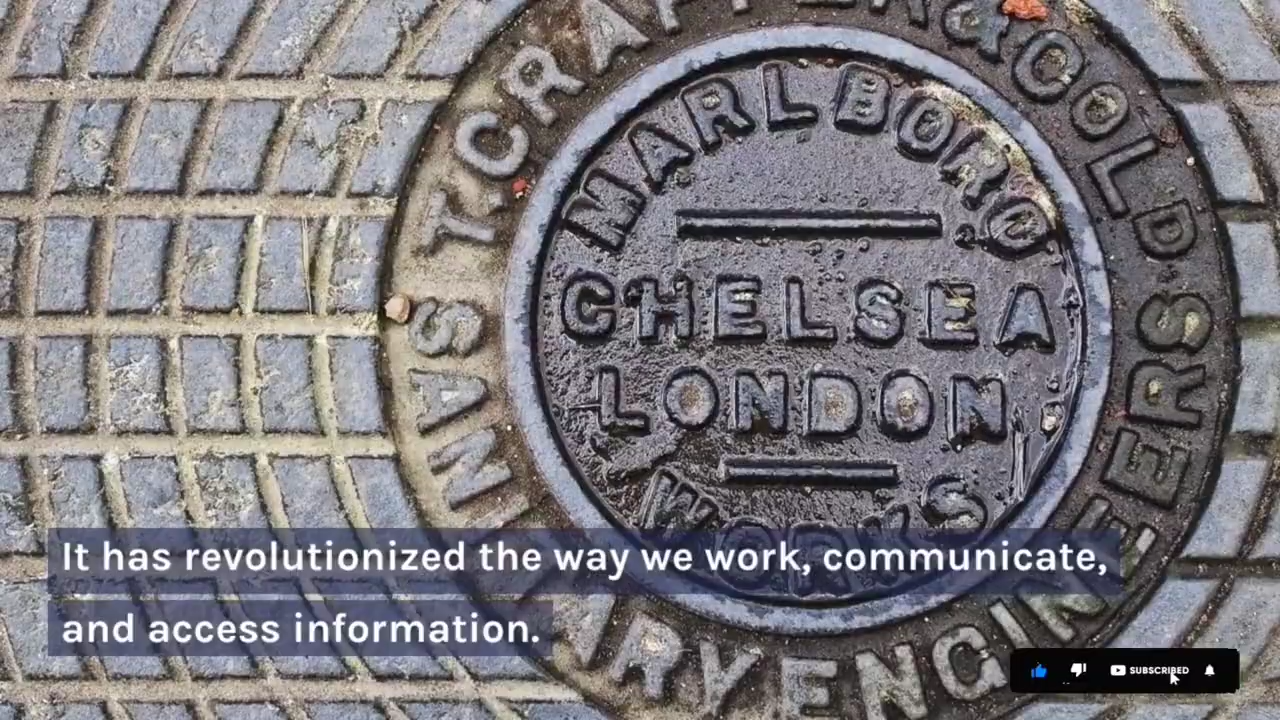 T. CRAPPER & CO LD
SANITARY ENGINEERS.
MARLBORO
CHELSEA
LONDON
WORKS
It has revolutionized the way we work, communicate,
and access information.
SUBSCRIBED